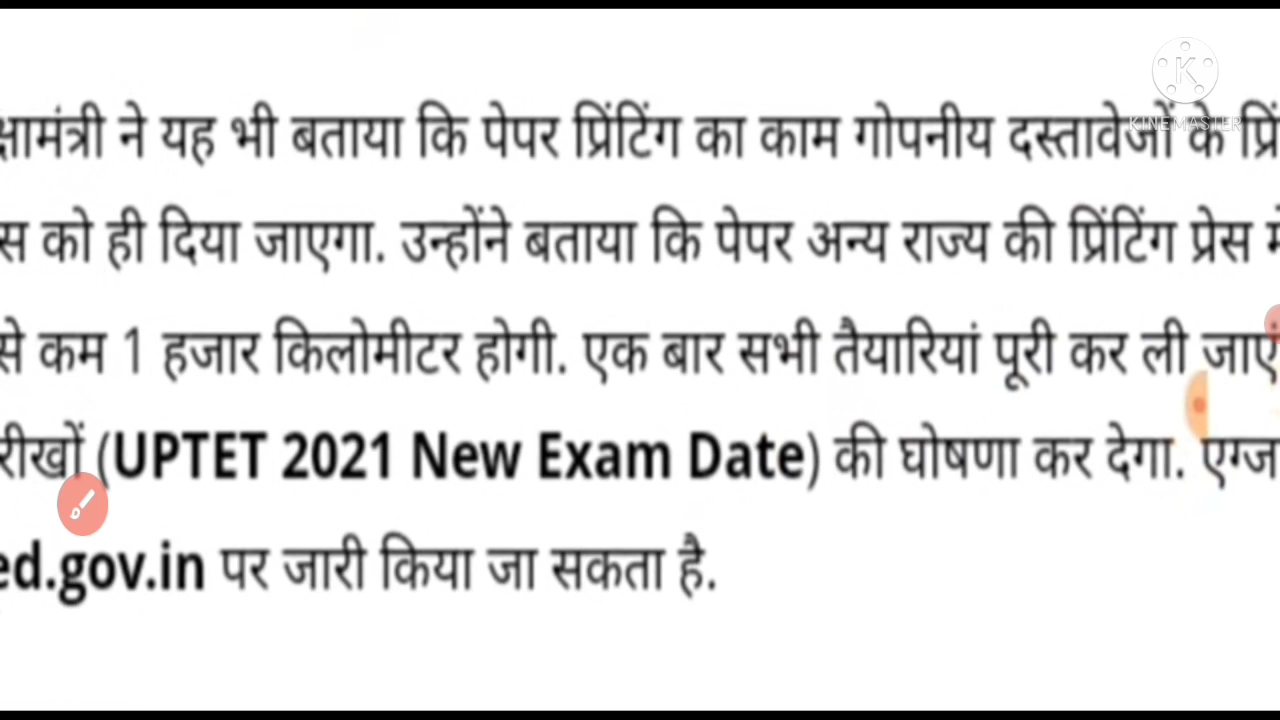 KINEMASTER
क्षामंत्री ने यह भी बताया कि पेपर प्रिंटिंग का काम गोपनीय दस्तावेजों के प्रिं
स को ही दिया जाएगा. उन्होंने बताया कि पेपर अन्य राज्य की प्रिंटिंग प्रेस
से कम 1 हजार किलोमीटर होगी. एक बार सभी तैयारियां पूरी कर ली जाएं
रीखों (UPTET 2021 New Exam Date) की घोषणा कर देगा. एग्ज
ed.gov.in पर जारी किया जा सकता है.